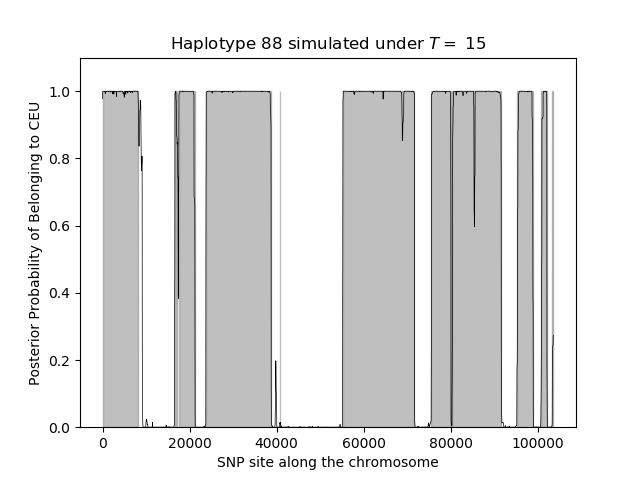 Haplotype 88 simulated under T = 15
Posterior Probability of Belonging to CEU
1.0
0.8
0.6
0.4
0.2
0.0
0 20000 40000 60000 80000 100000
SNP site along the chromosome